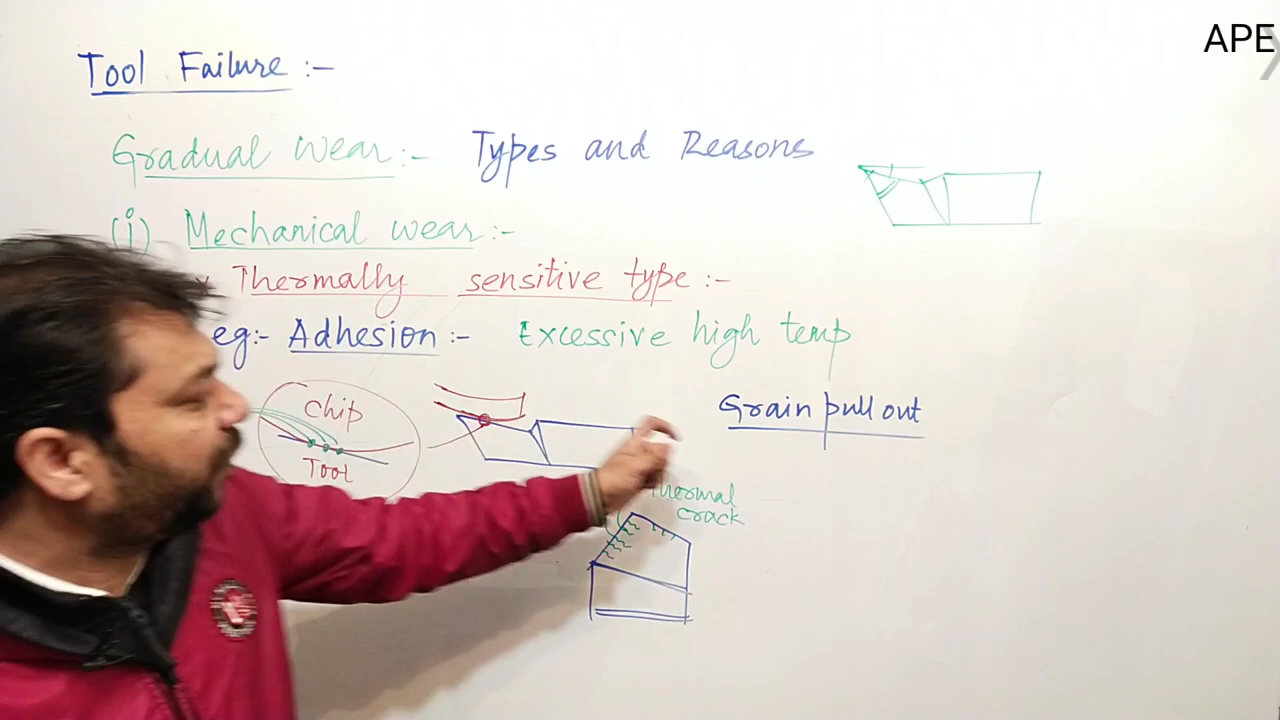 APE
Tool Failure :-
Gradual wear :- Types and Reasons
(i) Mechanical wear :-
Thermally sensitive type :-
eg:- Adhesion :- Excessive high temp
Chip
Tool
Grain pull out
Thermal
crack